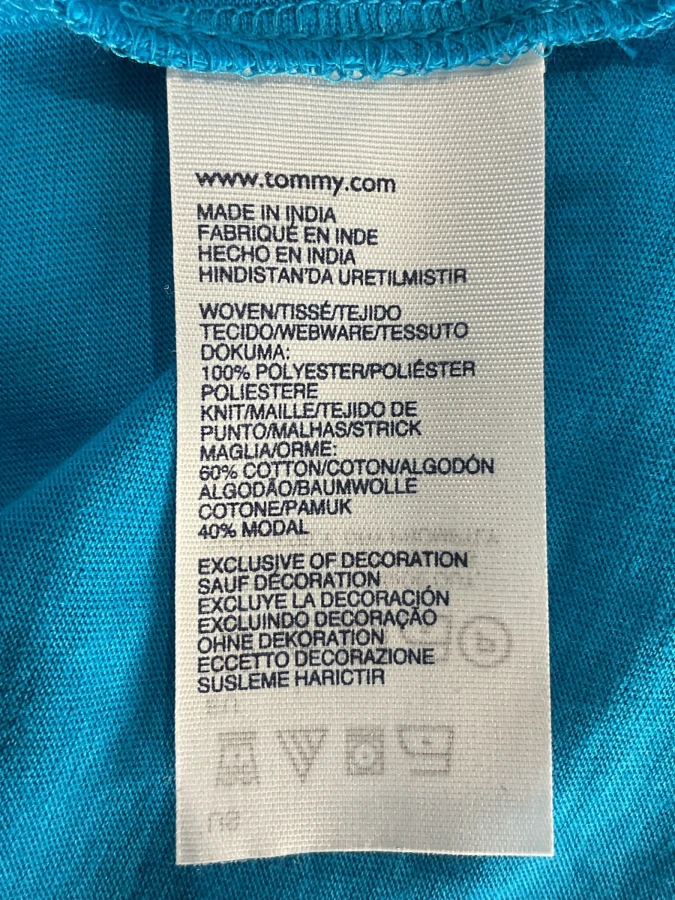 www.tommy.com
MADE IN INDIA
FABRIQUÉ EN INDE
HECHO EN INDIA
HINDISTAN'DA URETILMISTIR
WOVEN/TISSÉ/TEJIDO
TECIDO/WEBWARE/TESSUTO
DOKUMA:
100% POLYESTER/POLIÉSTER
POLIESTERE
KNIT/MAILLE/TEJIDO DE
PUNTO/MALHAS/STRICK
MAGLIA/ORME:
60% COTTON/COTON/ALGODÓN
ALGODÃO/BAUMWOLLE
COTONE/PAMUK
40% MODAL
EXCLUSIVE OF DECORATION
SAUF DÉCORATION
EXCLUYE LA DECORACIÓN
EXCLUINDO DECORAÇÃO
OHNE DEKORATION
ECCETTO DECORAZIONE
SUSLEME HARICTIR